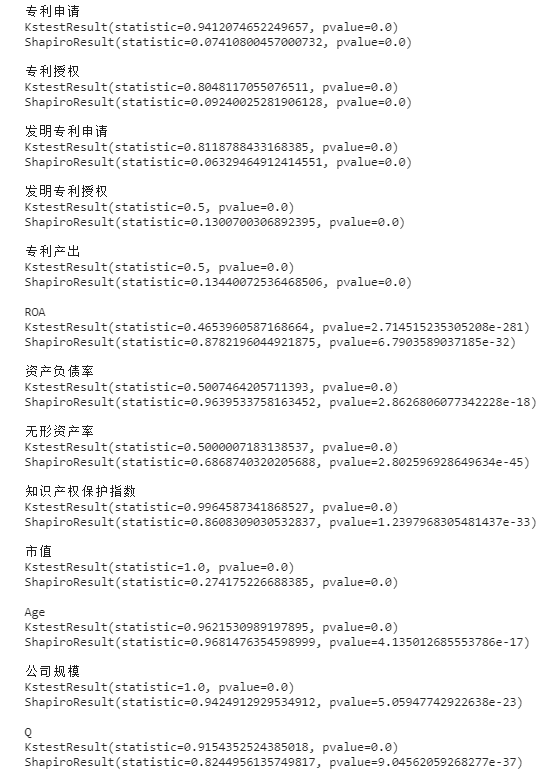 专利申请
KstestResult(statistic=0.9412074652249657, pvalue=0.0)
ShapiroResult(statistic=0.07410800457000732, pvalue=0.0)
专利授权
KstestResult(statistic=0.8048117055076511, pvalue=0.0)
ShapiroResult(statistic=0.09240025281906128, pvalue=0.0)
发明专利申请
KstestResult(statistic=0.8118788433168385, pvalue=0.0)
ShapiroResult(statistic=0.06329464912414551, pvalue=0.0)
发明专利授权
KstestResult(statistic=0.5, pvalue=0.0)
ShapiroResult(statistic=0.1300700306892395, pvalue=0.0)
专利产出
KstestResult(statistic=0.5, pvalue=0.0)
ShapiroResult(statistic=0.13440072536468506, pvalue=0.0)
ROA
KstestResult(statistic=0.4653960587168664, pvalue=2.714515235305208e-281)
ShapiroResult(statistic=0.8782196044921875, pvalue=6.7903589037185e-32)
资产负债率
KstestResult(statistic=0.5007464205711393, pvalue=0.0)
ShapiroResult(statistic=0.9639533758163452, pvalue=2.8626806077342228e-18)
无形资产率
KstestResult(statistic=0.5000007183138537, pvalue=0.0)
ShapiroResult(statistic=0.6868740320205688, pvalue=2.802596928649634e-45)
知识产权保护指数
KstestResult(statistic=0.9964587341868527, pvalue=0.0)
ShapiroResult(statistic=0.8608309030532837, pvalue=1.2397968305481437e-33)
市值
KstestResult(statistic=1.0, pvalue=0.0)
ShapiroResult(statistic=0.274175226688385, pvalue=0.0)
Age
KstestResult(statistic=0.9621530989197895, pvalue=0.0)
ShapiroResult(statistic=0.9681476354598999, pvalue=4.135012685553786e-17)
公司规模
KstestResult(statistic=1.0, pvalue=0.0)
ShapiroResult(statistic=0.9424912929534912, pvalue=5.05947742922638e-23)
Q
KstestResult(statistic=0.9154352524385018, pvalue=0.0)
ShapiroResult(statistic=0.8244956135749817, pvalue=9.04562059268277e-37)